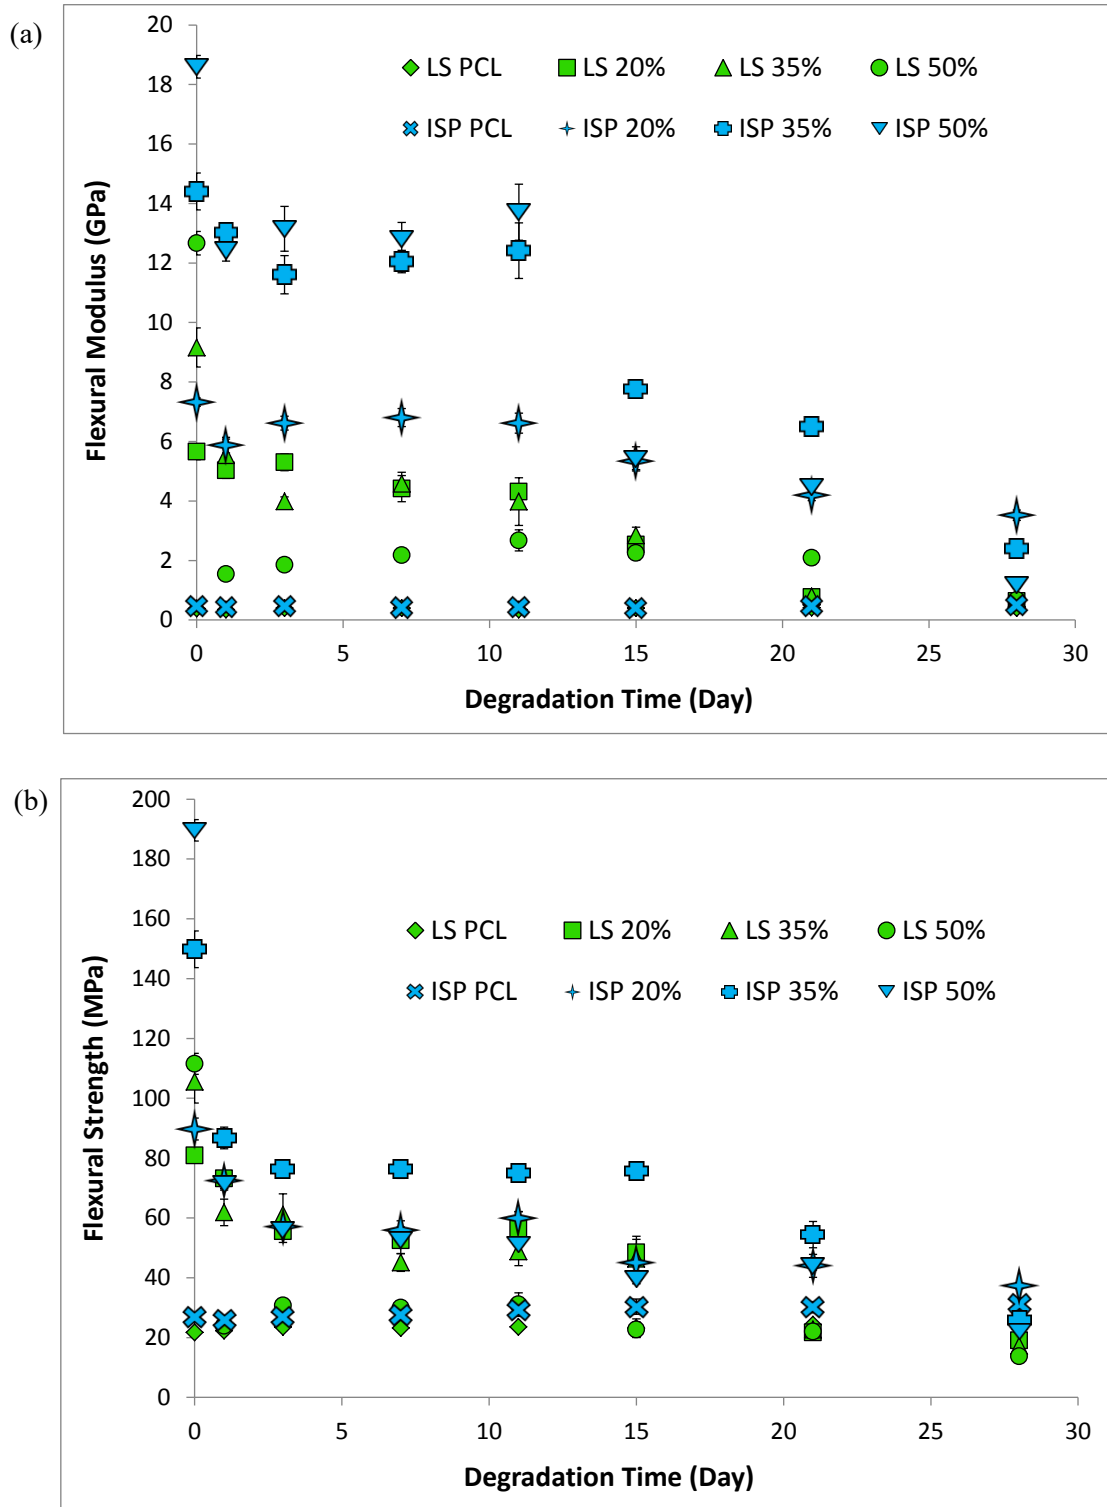 (a)
20
18
16
14
12
10
8
6
4
2
0
Flexural Modulus (GPa)
LS PCL LS 20% LS 35% LS 50%
ISP PCL ISP 20% ISP 35% ISP 50%
0 5 10 15 20 25 30
Degradation Time (Day)
(b)
200
180
160
140
120
100
80
60
40
20
0
Flexural Strength (MPa)
LS PCL LS 20% LS 35% LS 50%
ISP PCL ISP 20% ISP 35% ISP 50%
0 5 10 15 20 25 30
Degradation Time (Day)